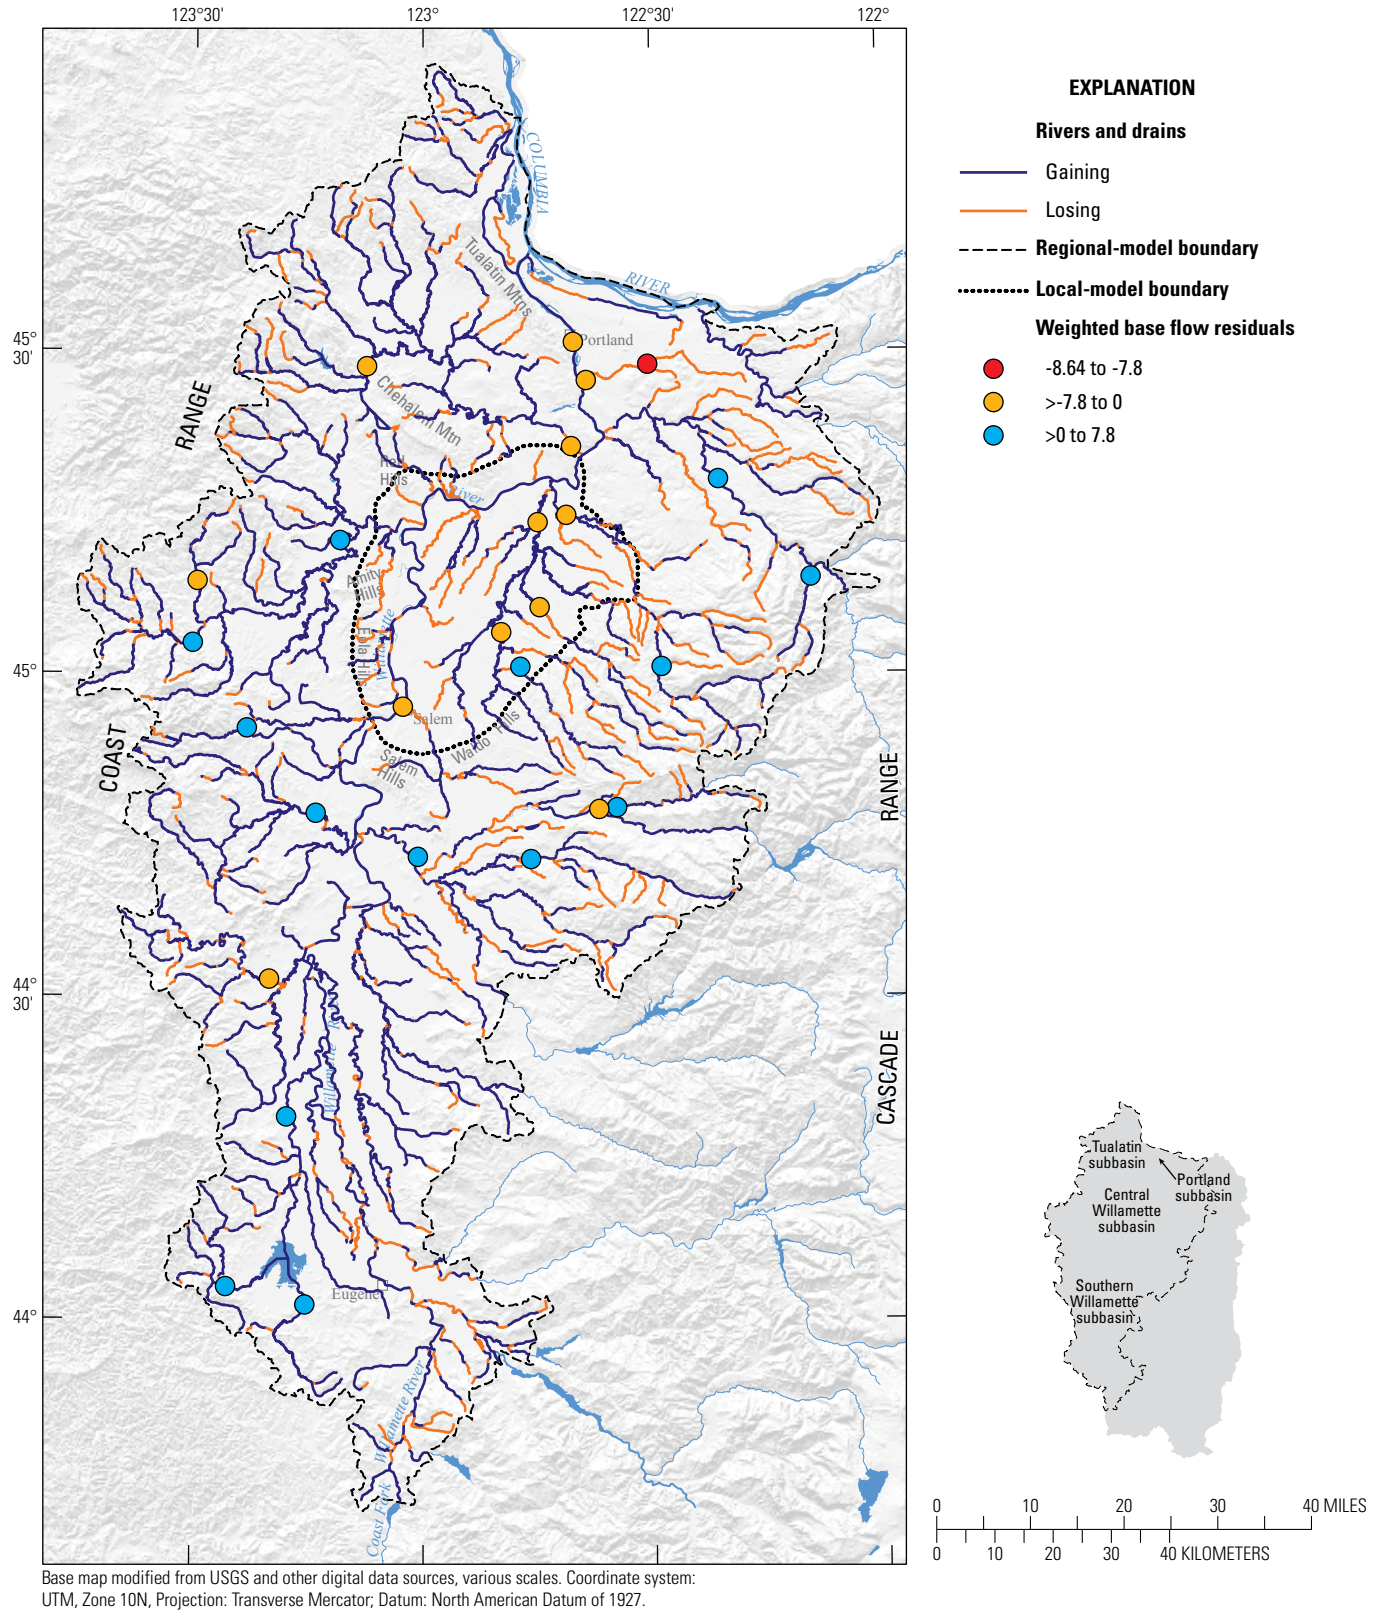 123°30'
123°
122°30'
122°
EXPLANATION
Rivers and drains
Gaining
Losing
Regional-model boundary
Local-model boundary
Weighted base flow residuals
-8.64 to -7.8
>-7.8 to 0
>0 to 7.8
COLUMBIA
RIVER
Tualatin Mtns
45°
30'
Portland
RANGE
Chehalem Mtn
Red
Hills
River
Amity
Hills
Eola Hills
Willamette
45°
Salem
COAST
Waldo Hills
Salem
Hills
RANGE
44°
30'
Willamette River
CASCADE
Tualatin
subbasin
Portland
subbasin
Central
Willamette
subbasin
Southern
Willamette
subbasin
44°
Eugene
Coast Fork Willamette River
0 10 20 30 40 MILES
0 10 20 30 40 KILOMETERS
Base map modified from USGS and other digital data sources, various scales. Coordinate system:
UTM, Zone 10N, Projection: Transverse Mercator; Datum: North American Datum of 1927.